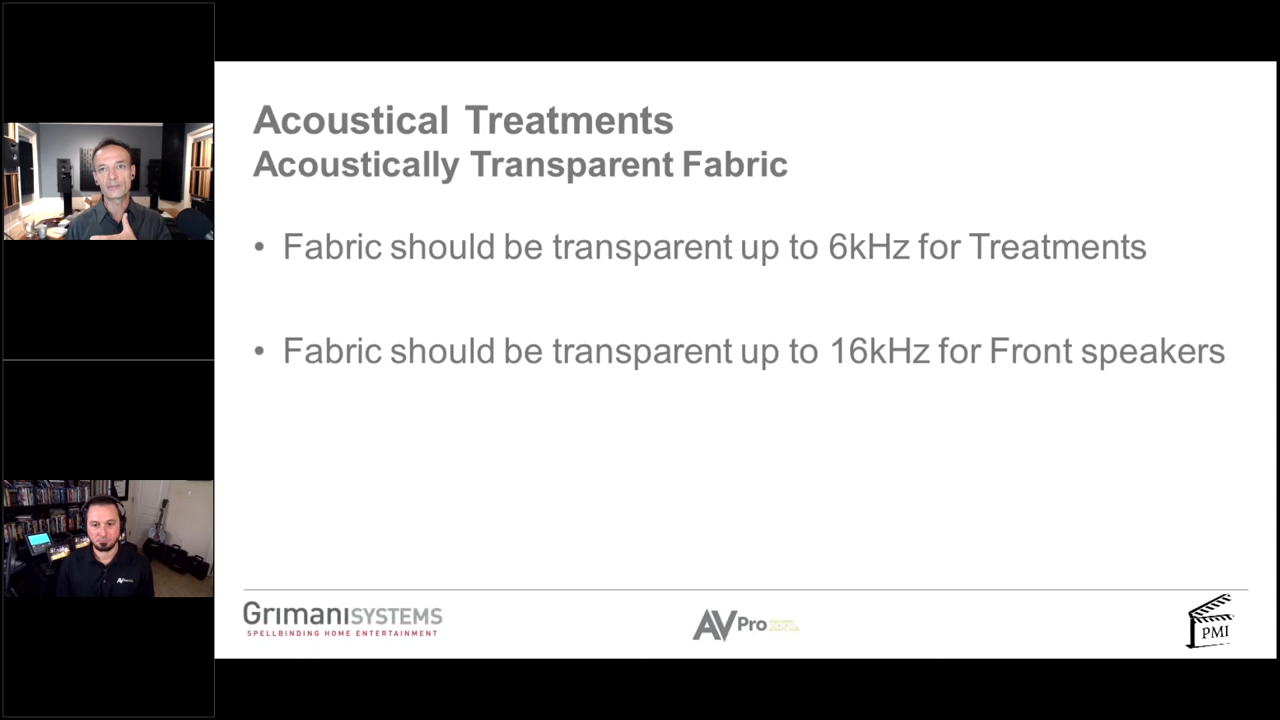 Acoustical Treatments
Acoustically Transparent Fabric
• Fabric should be transparent up to 6kHz for Treatments
• Fabric should be transparent up to 16kHz for Front speakers
GrimaniSYSTEMS
SPELLBINDING HOME ENTERTAINMENT
AVPro
PMI